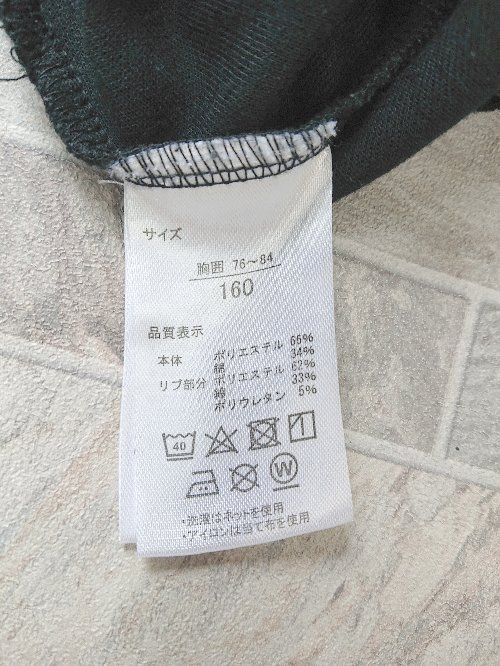 サイズ
胸囲 76～84
160
品質表示
本体 ポリエステル 66%
綿 34%
リブ部分 ポリエステル 62%
綿 33%
ポリウレタン 5%
40
W
・洗濯はネットを使用
・アイロンは当て布を使用